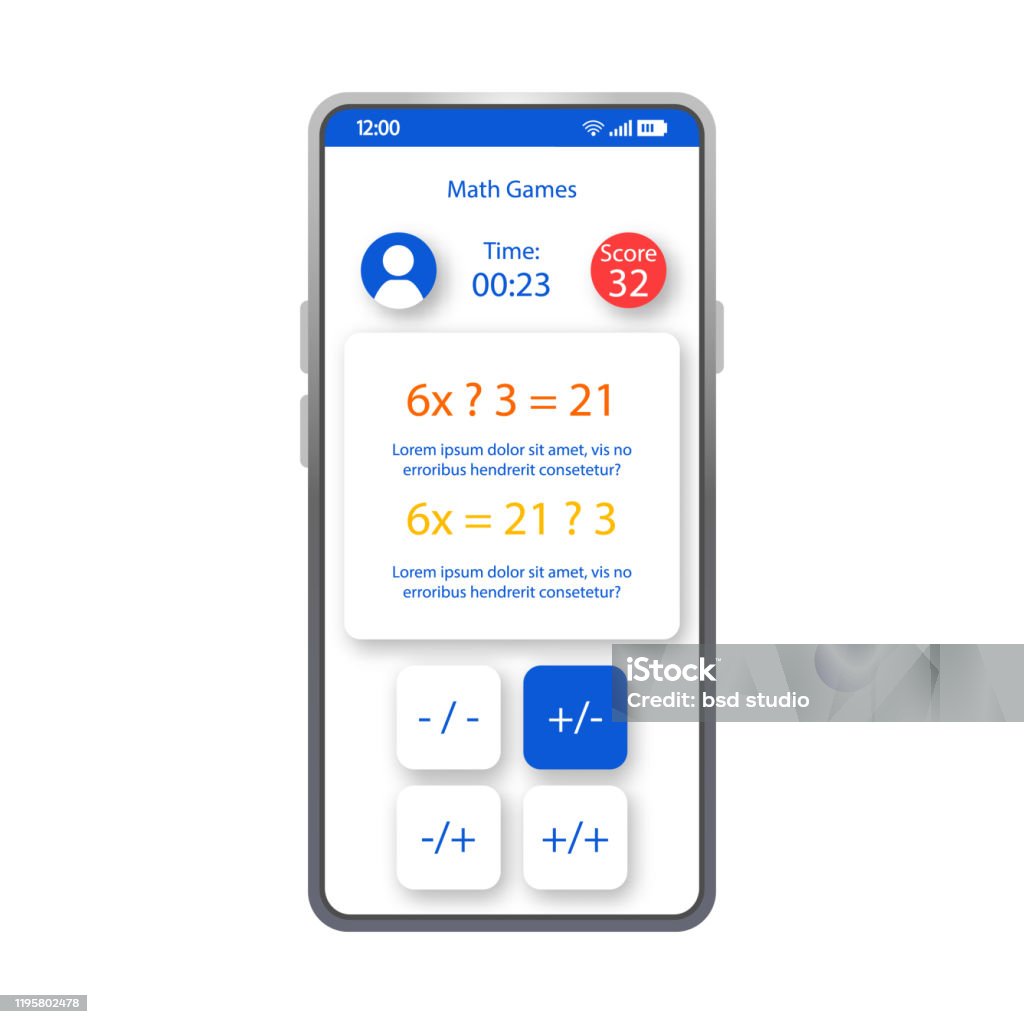 12:00
Math Games
Time:
00:23
Score
32
6x ? 3 = 21
Lorem ipsum dolor sit amet, vis no
erroribus hendrerit consetetur?
6x = 21 ? 3
Lorem ipsum dolor sit amet, vis no
erroribus hendrerit consetetur?
- / -
+/-
-/+
+/+
iStock
Credit: bsd studio
1195802478